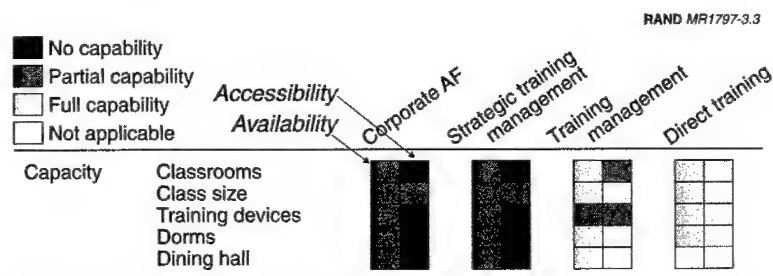 RAND MR1797-3.3
No capability
Partial capability
Full capability
Not applicable
Accessibility
Availability
Corporate AF
Strategic training
management
Training
management
Direct training
Capacity Classrooms
Class size
Training devices
Dorms
Dining hall